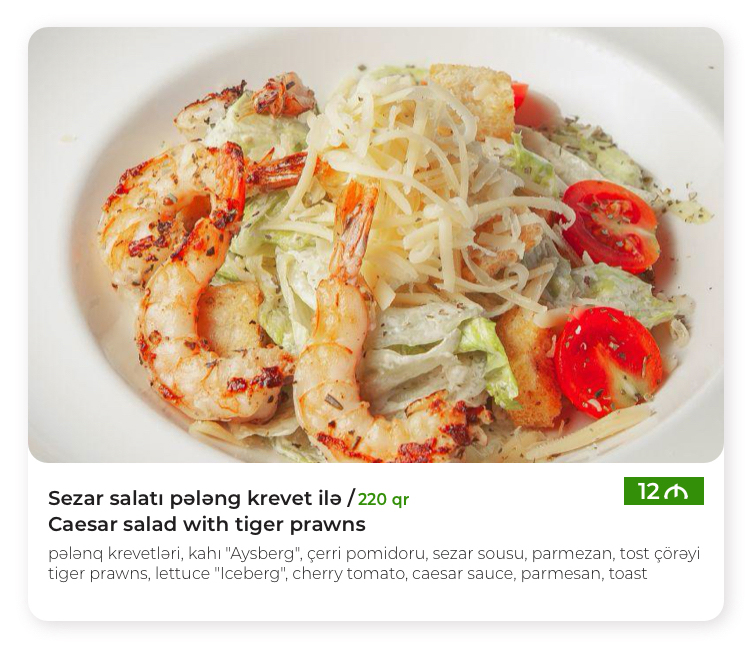 Sezar salatı pələng krevet ilə / 220 qr
Caesar salad with tiger prawns
12 ₼
pələnq krevetləri, kahı "Aysberg", çerri pomidoru, sezar sousu, parmezan, tost çörəyi
tiger prawns, lettuce "Iceberg", cherry tomato, caesar sauce, parmesan, toast